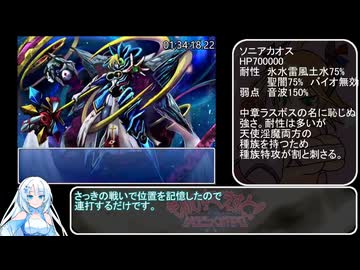 01:34:18.22
ソニアカオス
HP700000
耐性 氷水雷風土水75%
聖闇75% バイオ無効
弱点 音波150%
中章ラスボスの名に恥じぬ
強さ。耐性は多いが
天使淫魔両方の
種族を持つため
種族特攻が割と刺さる。
さっきの戦いで位置を記憶したので
連打するだけです。